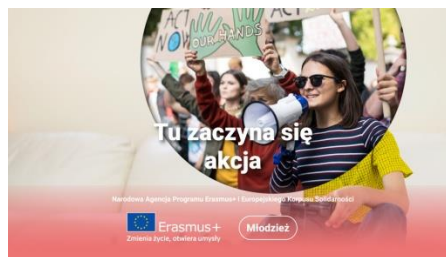 ACT
NOW
OUR HANDS
ACT
Tu zaczyna się
akcja
Narodowa Agencja Programu Erasmus+ i Europejskiego Korpusu Solidarności
Erasmus+
Zmienia życie, otwiera umysły
Młodzież